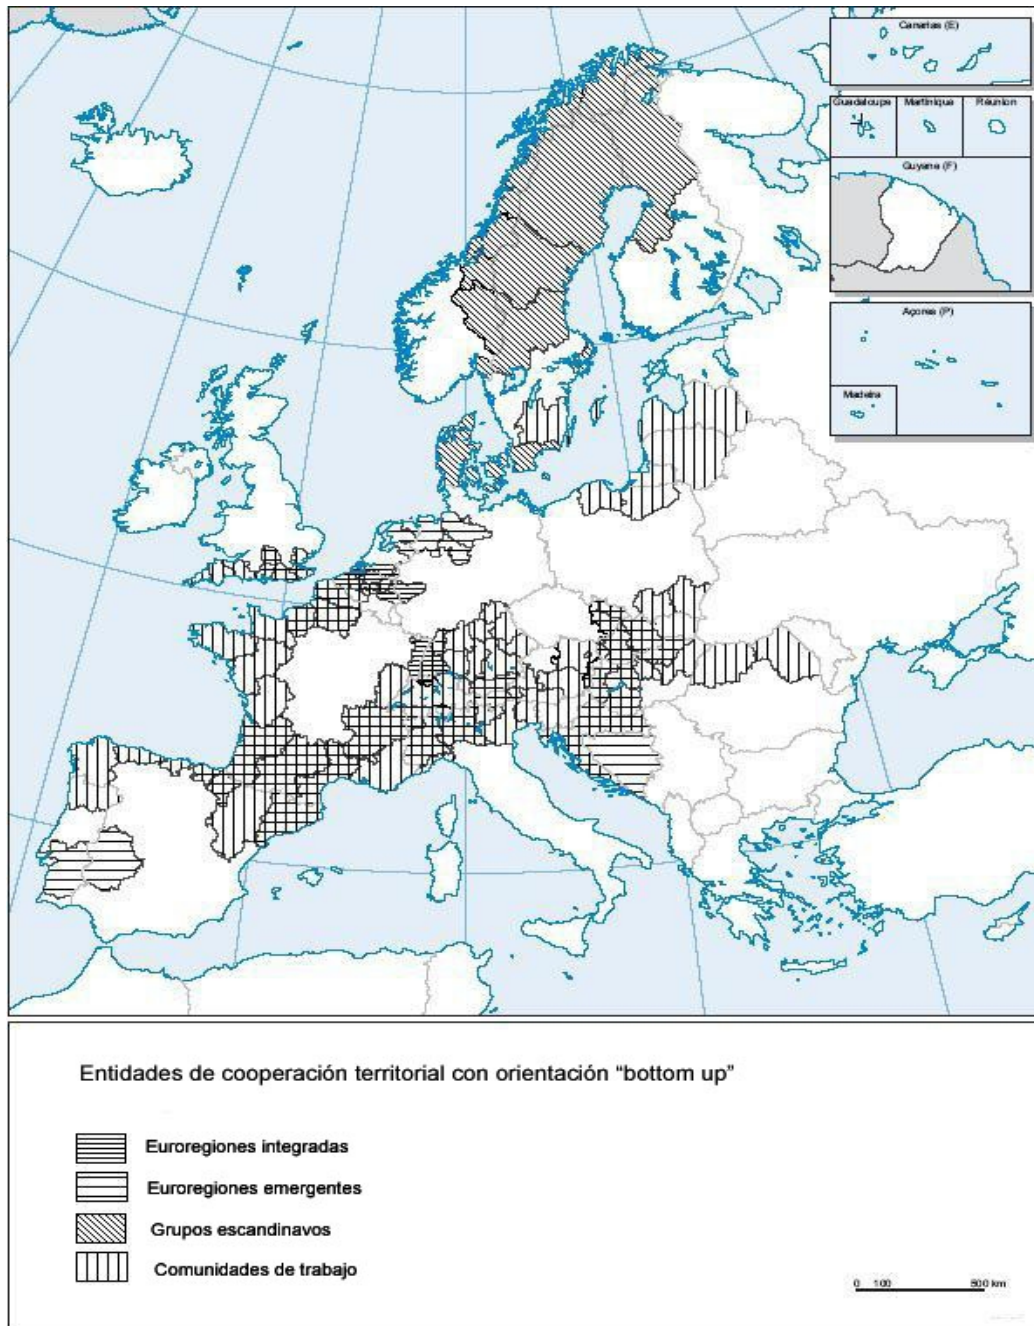 Canarias (E)
Guadaloupe
Martinique
Réunion
Guyane (F)
Açores (P)
Madeira
Entidades de cooperación territorial con orientación “bottom up”
Euroregiones integradas
Euroregiones emergentes
Grupos escandinavos
Comunidades de trabajo
0 100 500 km